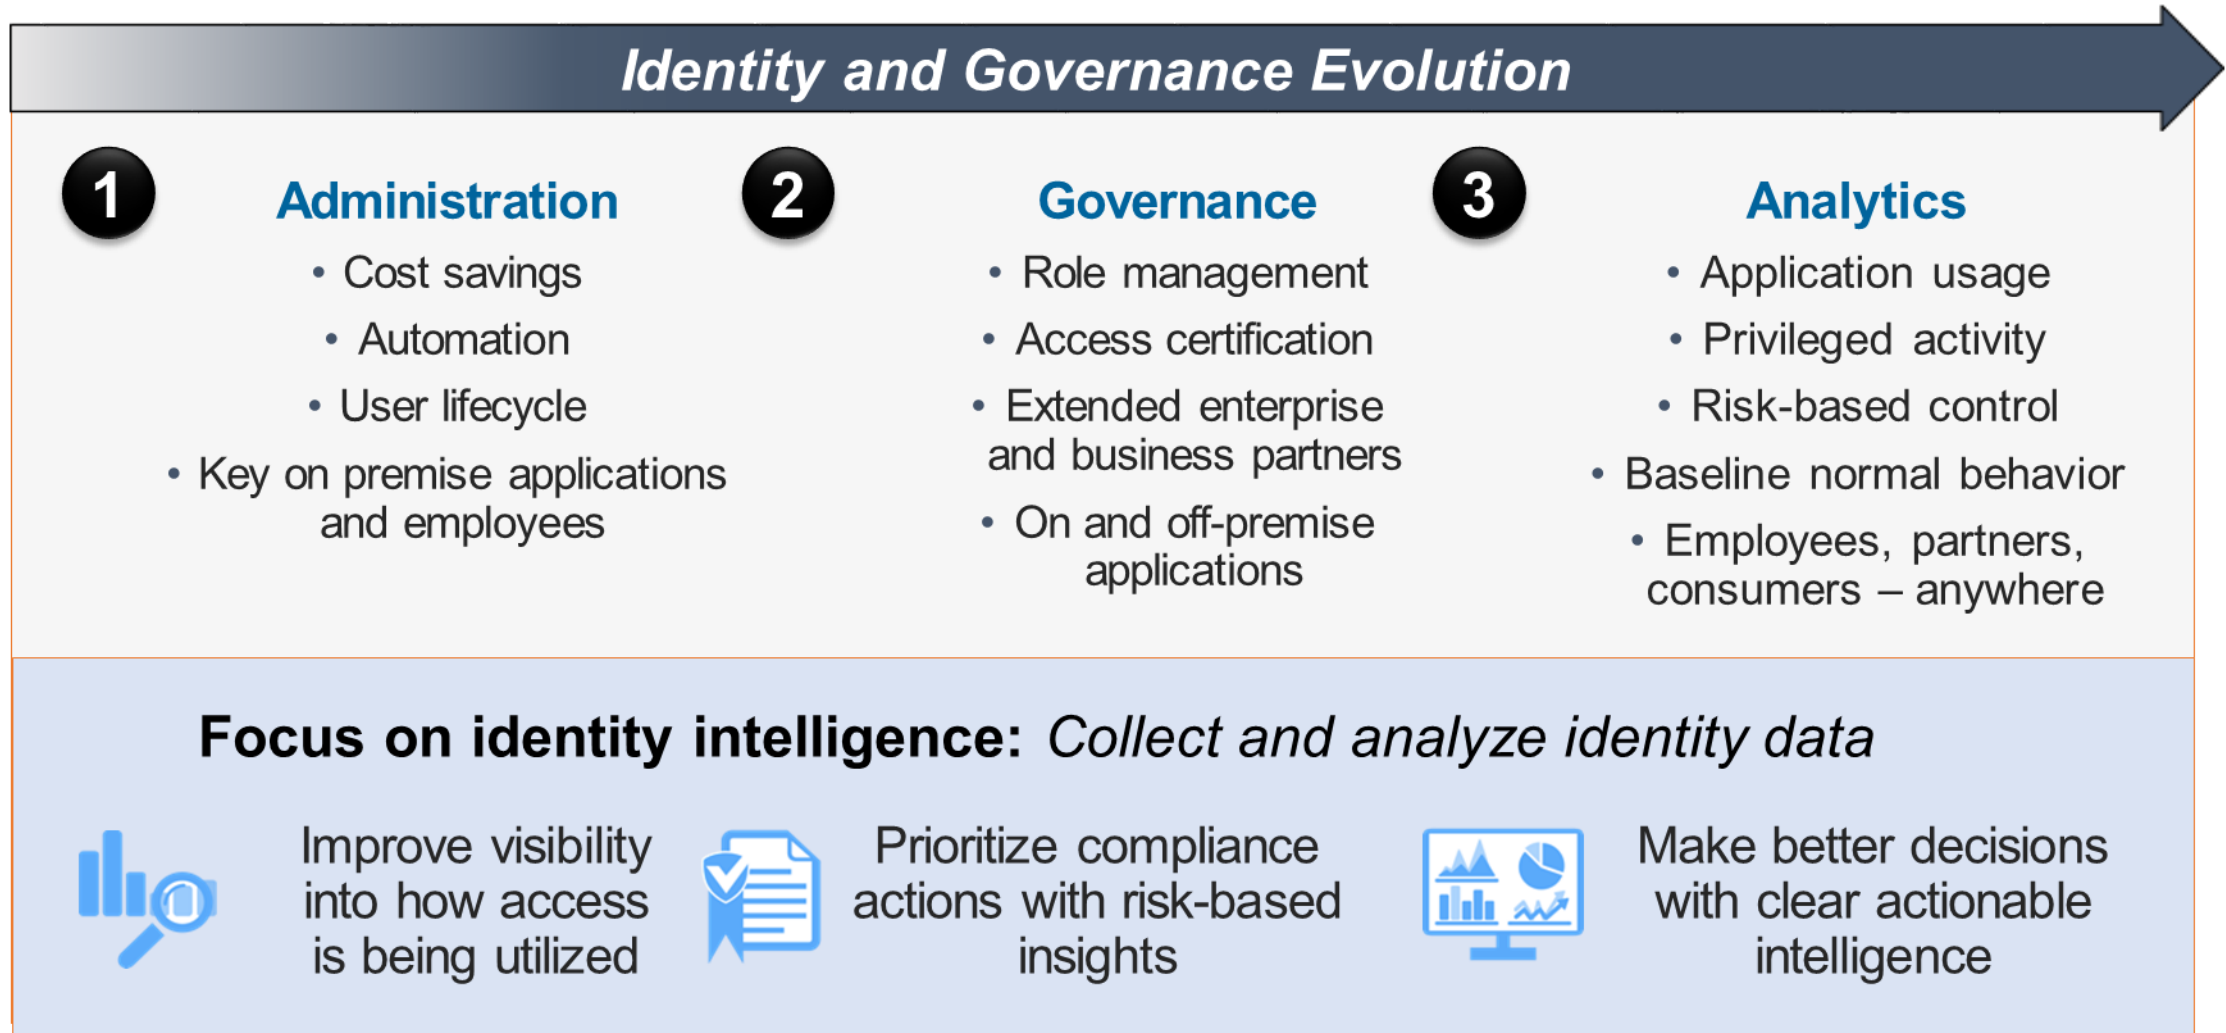 Identity and Governance Evolution
1
Administration
• Cost savings
• Automation
• User lifecycle
• Key on premise applications
and employees
2
Governance
• Role management
• Access certification
• Extended enterprise
and business partners
• On and off-premise
applications
3
Analytics
• Application usage
• Privileged activity
• Risk-based control
• Baseline normal behavior
• Employees, partners,
consumers – anywhere
Focus on identity intelligence: Collect and analyze identity data
Improve visibility
into how access
is being utilized
Prioritize compliance
actions with risk-based
insights
Make better decisions
with clear actionable
intelligence